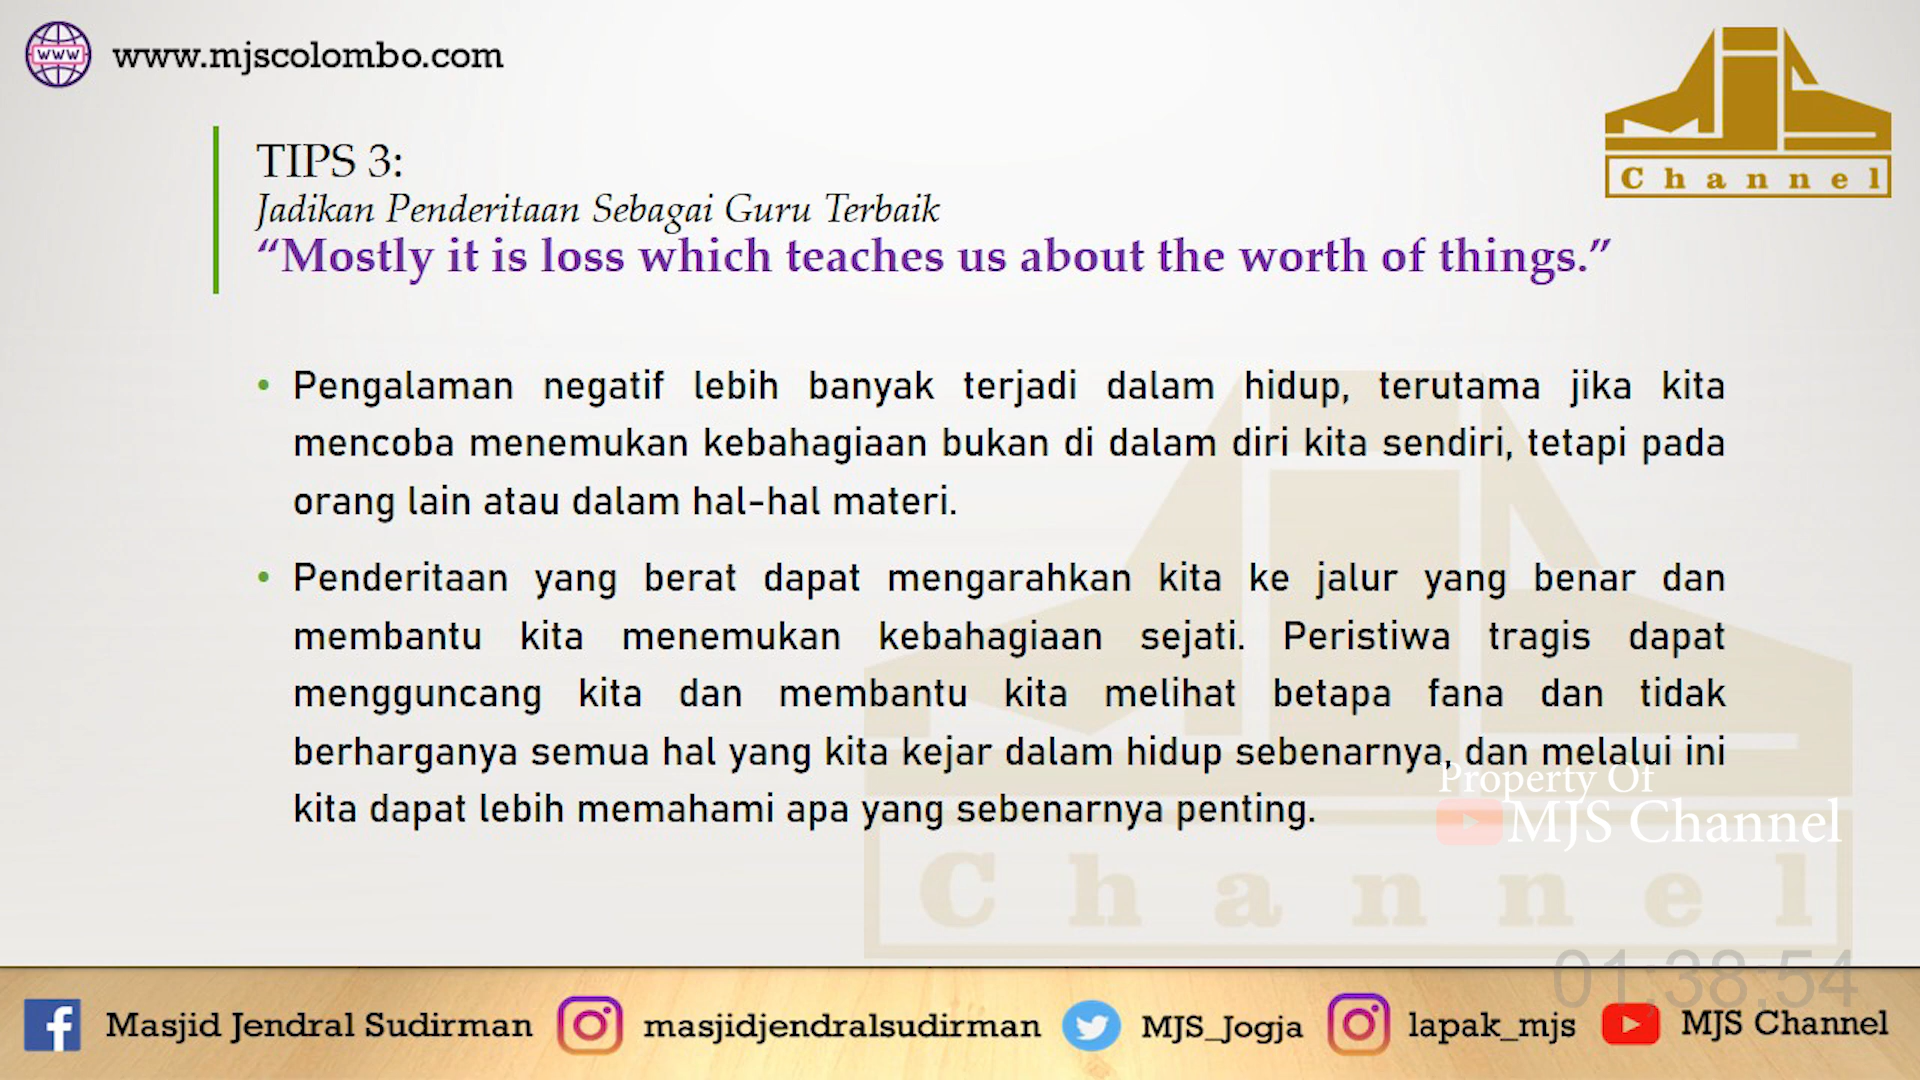 www
www.mjscolombo.com
MJS
Channel
TIPS 3:
Jadikan Penderitaan Sebagai Guru Terbaik
“Mostly it is loss which teaches us about the worth of things.”
• Pengalaman negatif lebih banyak terjadi dalam hidup, terutama jika kita
mencoba menemukan kebahagiaan bukan di dalam diri kita sendiri, tetapi pada
orang lain atau dalam hal-hal materi.
• Penderitaan yang berat dapat mengarahkan kita ke jalur yang benar dan
membantu kita menemukan kebahagiaan sejati. Peristiwa tragis dapat
mengguncang kita dan membantu kita melihat betapa fana dan tidak
berharganya semua hal yang kita kejar dalam hidup sebenarnya, dan melalui ini
kita dapat lebih memahami apa yang sebenarnya penting.
Property Of
MJS Channel
Channel
01:38:54
Masjid Jendral Sudirman masjidjendralsudirman MJS_Jogja lapak_mjs MJS Channel